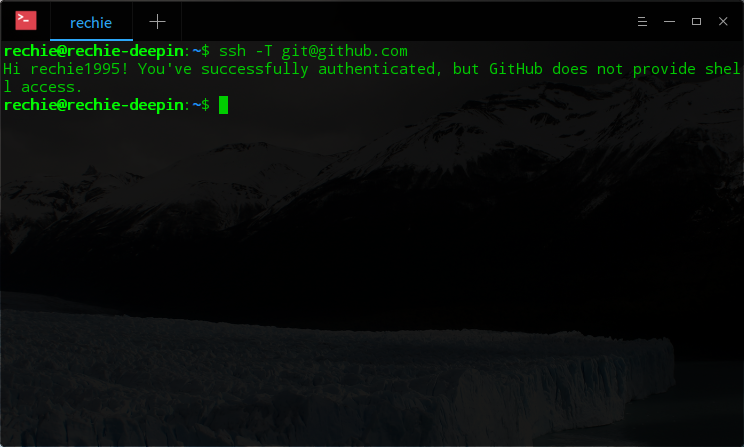 rechie
rechie@rechie-deepin:~$ ssh -T git@github.com
Hi rechie1995! You've successfully authenticated, but GitHub does not provide shel
l access.
rechie@rechie-deepin:~$